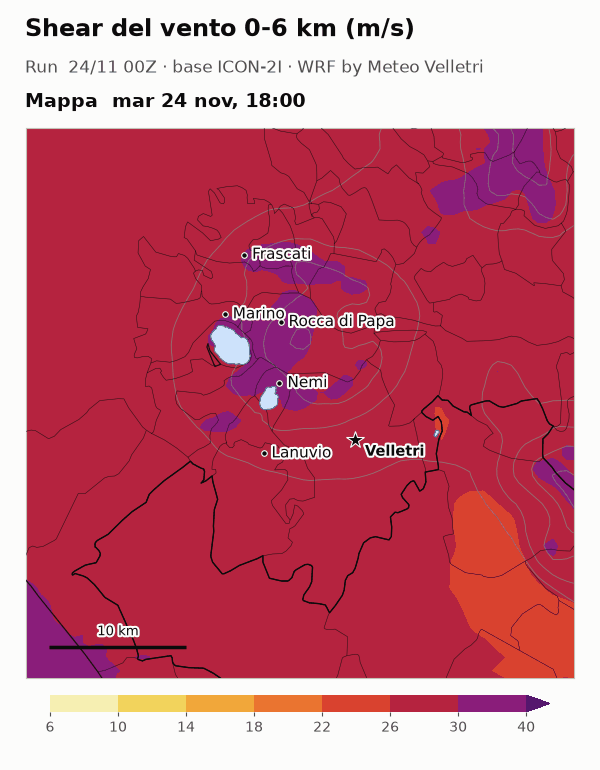 Shear del vento 0-6 km (m/s)
Run  24/11 00Z · base ICON-2I · WRF by Meteo Velletri
Mappa  mar 24 nov, 18:00
Frascati
Marino
Rocca di Papa
Nemi
Velletri
Lanuvio
10 km
6 10 14 18 22 26 30 40